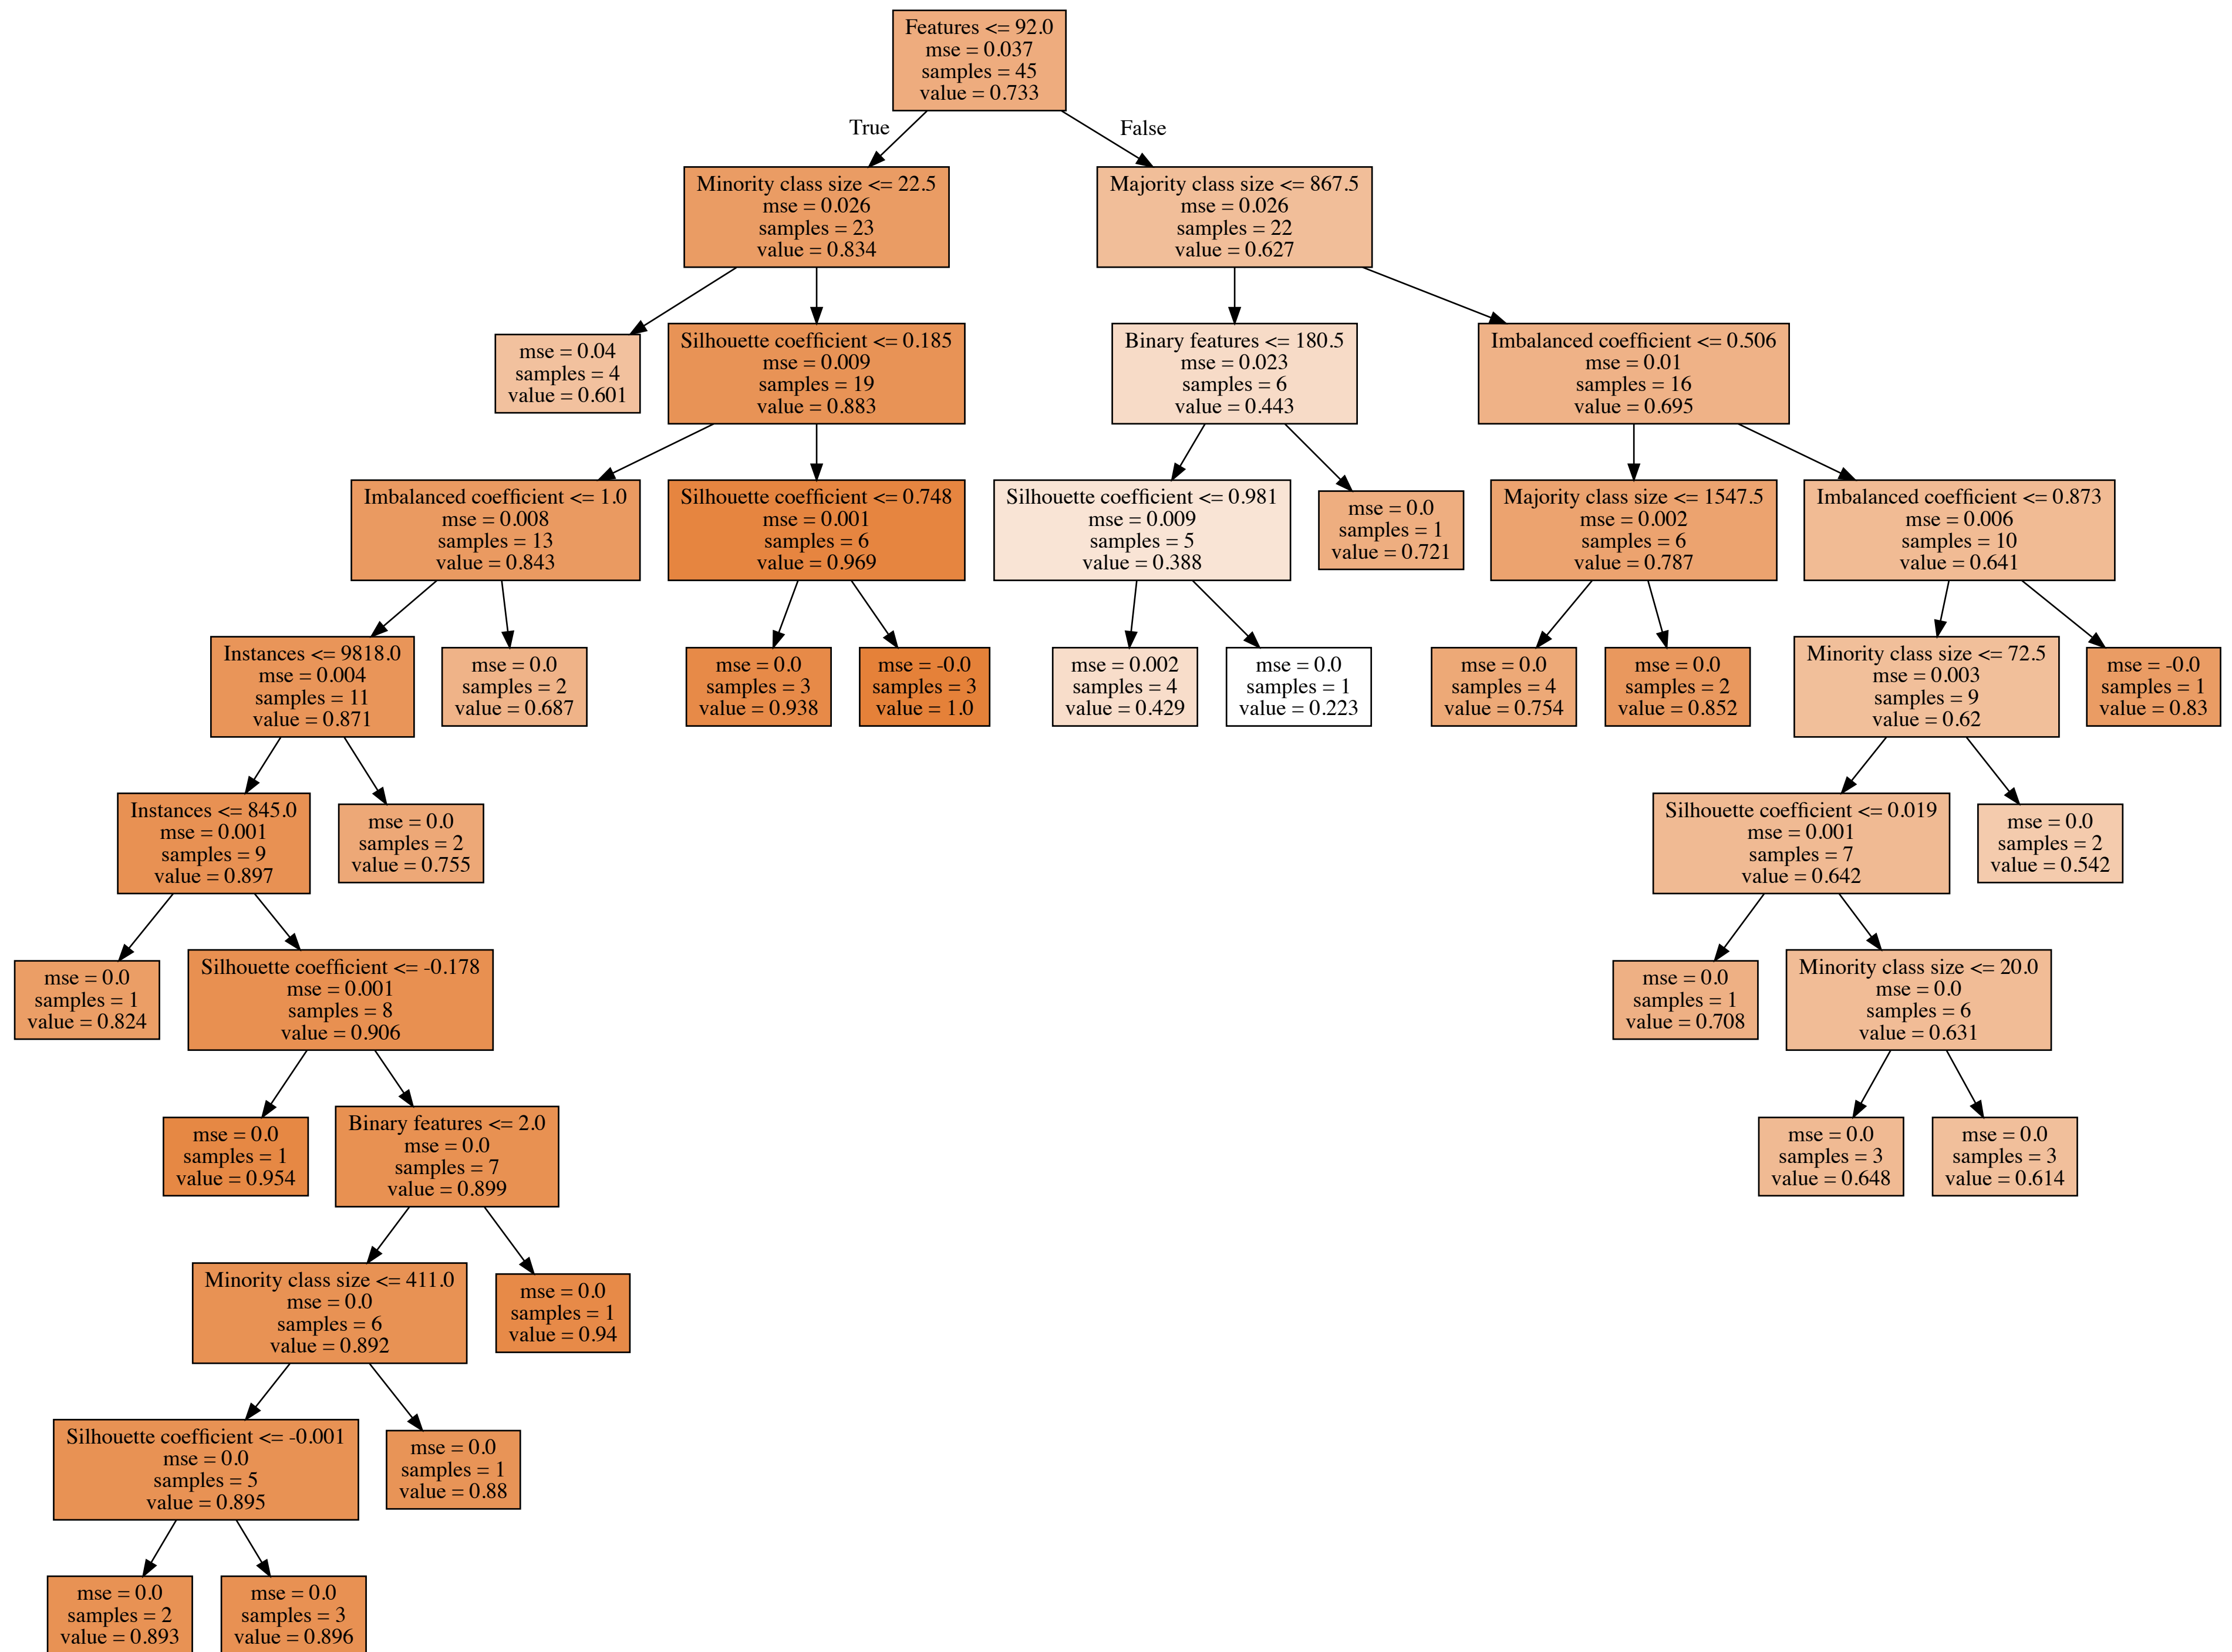 Features <= 92.0
mse = 0.037
samples = 45
value = 0.733
True
False
Minority class size <= 22.5
mse = 0.026
samples = 23
value = 0.834
Majority class size <= 867.5
mse = 0.026
samples = 22
value = 0.627
mse = 0.04
samples = 4
value = 0.601
Silhouette coefficient <= 0.185
mse = 0.009
samples = 19
value = 0.883
Binary features <= 180.5
mse = 0.023
samples = 6
value = 0.443
Imbalanced coefficient <= 0.506
mse = 0.01
samples = 16
value = 0.695
Imbalanced coefficient <= 1.0
mse = 0.008
samples = 13
value = 0.843
Silhouette coefficient <= 0.748
mse = 0.001
samples = 6
value = 0.969
Silhouette coefficient <= 0.981
mse = 0.009
samples = 5
value = 0.388
mse = 0.0
samples = 1
value = 0.721
Majority class size <= 1547.5
mse = 0.002
samples = 6
value = 0.787
Imbalanced coefficient <= 0.873
mse = 0.006
samples = 10
value = 0.641
Instances <= 9818.0
mse = 0.004
samples = 11
value = 0.871
mse = 0.0
samples = 2
value = 0.687
mse = 0.0
samples = 3
value = 0.938
mse = -0.0
samples = 3
value = 1.0
mse = 0.002
samples = 4
value = 0.429
mse = 0.0
samples = 1
value = 0.223
mse = 0.0
samples = 4
value = 0.754
mse = 0.0
samples = 2
value = 0.852
Minority class size <= 72.5
mse = 0.003
samples = 9
value = 0.62
mse = -0.0
samples = 1
value = 0.83
Instances <= 845.0
mse = 0.001
samples = 9
value = 0.897
mse = 0.0
samples = 2
value = 0.755
Silhouette coefficient <= 0.019
mse = 0.001
samples = 7
value = 0.642
mse = 0.0
samples = 2
value = 0.542
mse = 0.0
samples = 1
value = 0.824
Silhouette coefficient <= -0.178
mse = 0.001
samples = 8
value = 0.906
mse = 0.0
samples = 1
value = 0.708
Minority class size <= 20.0
mse = 0.0
samples = 6
value = 0.631
mse = 0.0
samples = 1
value = 0.954
Binary features <= 2.0
mse = 0.0
samples = 7
value = 0.899
mse = 0.0
samples = 3
value = 0.648
mse = 0.0
samples = 3
value = 0.614
Minority class size <= 411.0
mse = 0.0
samples = 6
value = 0.892
mse = 0.0
samples = 1
value = 0.94
Silhouette coefficient <= -0.001
mse = 0.0
samples = 5
value = 0.895
mse = 0.0
samples = 1
value = 0.88
mse = 0.0
samples = 2
value = 0.893
mse = 0.0
samples = 3
value = 0.896